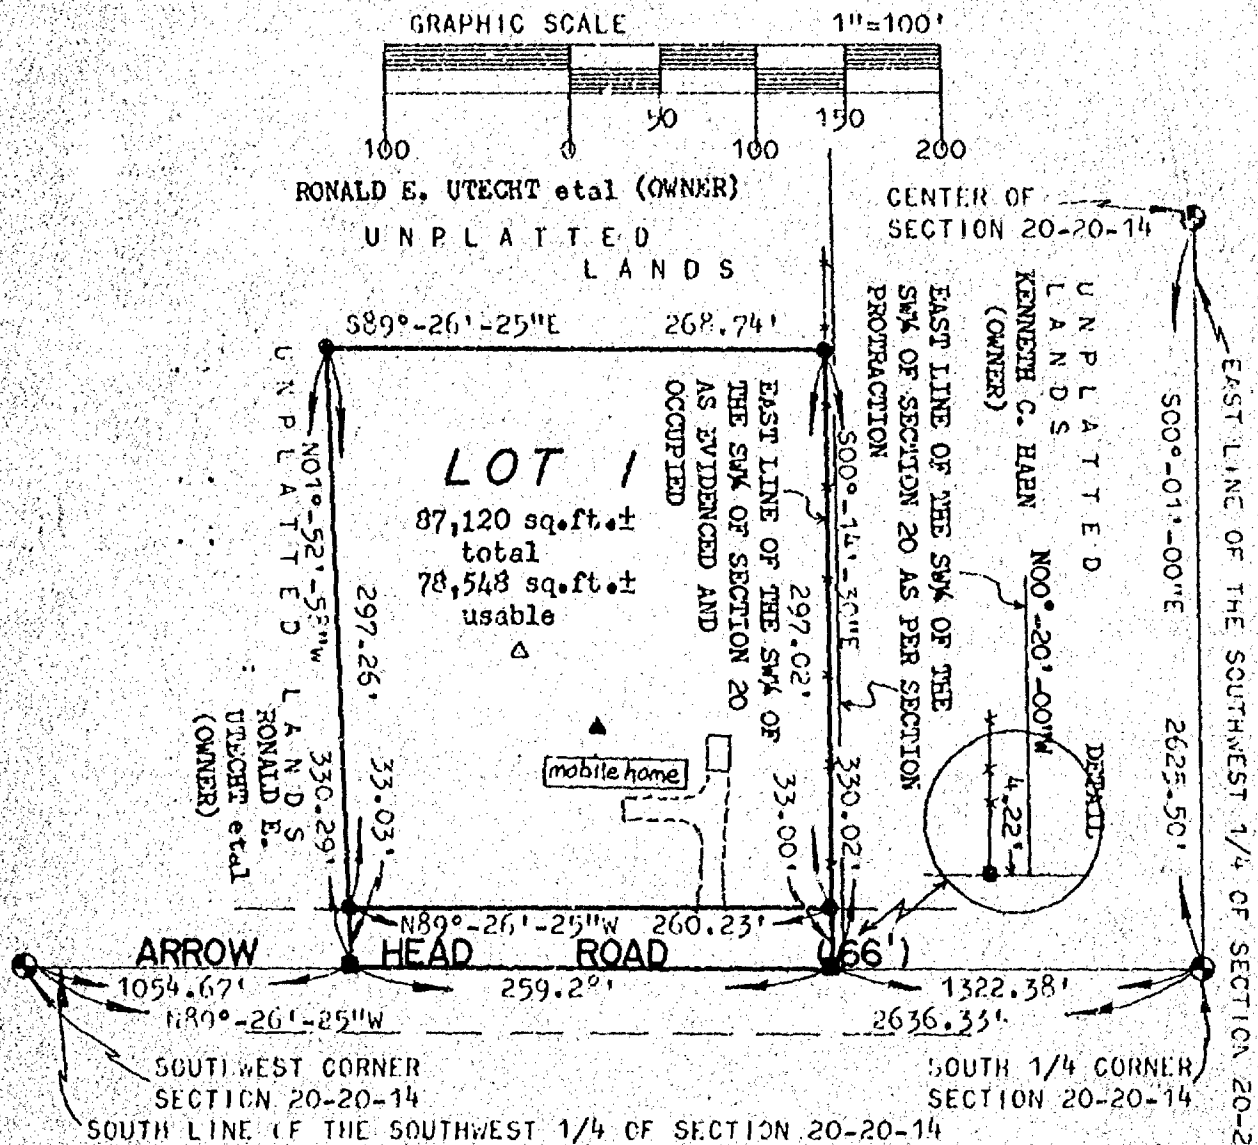 GRAPHIC SCALE 1"=100'
50 150
100 0 100 200
RONALD E. UTECHT etal (OWNER)
UNPLATTED
LANDS
CENTER OF
SECTION 20-20-14
S89°-26'-25"E 268.74'
UNPLATTED LANDS
N01°-52'- "W
297.26'
33.03'
330.29'
RONALD E.
UTECHT etal
(OWNER)
LOT 1
87,120 sq.ft.±
total
78,548 sq.ft.±
usable
mobile home
EAST LINE OF THE SW¼ OF
THE SW¼ OF SECTION 20
AS EVIDENCED AND
OCCUPIED
S00°-14'-30"E
297.02'
33.00'
330.02'
EAST LINE OF THE SW¼ OF THE
SW¼ OF SECTION 20 AS PER SECTION
PROTRACTION
UNPLATTED
LANDS
KENNETH C.
(OWNER)
N00°-20'-00"W
DETAIL
4.22'
S00°-01'-00"E
2625.50'
EAST LINE OF THE SOUTHWEST 1/4 OF SECTION 20-2
N89°-26'-25"W 260.23'
ARROW HEAD ROAD (66')
1054.67' 1322.38'
N89°-26'-25"W 2636.33'
SOUTHWEST CORNER
SECTION 20-20-14
SOUTH 1/4 CORNER
SECTION 20-20-14
SOUTH LINE OF THE SOUTHWEST 1/4 OF SECTION 20-20-14